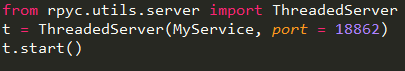 from rpyc.utils.server import ThreadedServer
t = ThreadedServer(MyService, port = 18862)
t.start()